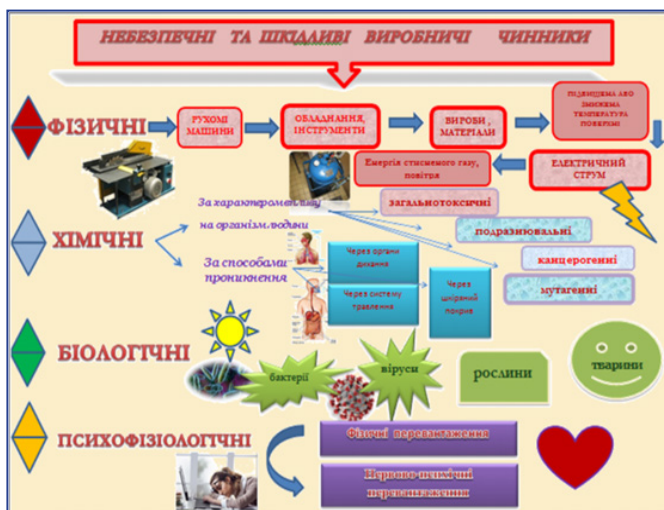 НЕБЕЗПЕЧНІ ТА ШКІДЛИВІ ВИРОБНИЧІ ЧИННИКИ
ФІЗИЧНІ
РУХОМІ
МАШИНИ
ОБЛАДНАННЯ,
ІНСТРУМЕНТИ
ВИРОБИ,
МАТЕРІАЛИ
ПІДВИЩЕНА АБО
ЗНИЖЕНА
ТЕМПЕРАТУРА
ПОВЕРХНІ
ЕЛЕКТРИЧНИЙ
СТРУМ
Енергія стисненого газу,
повітря
ХІМІЧНІ
За характером впливу
на організм людини
загальнотоксичні
подразнювальні
канцерогенні
мутагенні
За способами
проникнення
Через органи
дихання
Через систему
травлення
Через
шкіряний
покрив
БІОЛОГІЧНІ
бактерії
віруси
рослини
тварини
ПСИХОФІЗІОЛОГІЧНІ
Фізичні перевантаження
Нервово-психічні
перевантаження